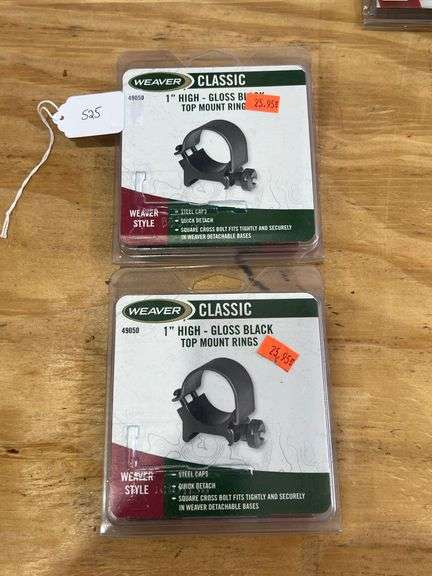 WEAVER CLASSIC
49050
1" HIGH - GLOSS BLACK
25.95
TOP MOUNT RINGS
525
WEAVER STYLE
STEEL CAPS
QUICK DETACH
SQUARE CROSS BOLT FITS TIGHTLY AND SECURELY
IN WEAVER DETACHABLE BASES
WEAVER CLASSIC
49050
1" HIGH - GLOSS BLACK
TOP MOUNT RINGS
25.95
WEAVER STYLE
STEEL CAPS
QUICK DETACH
SQUARE CROSS BOLT FITS TIGHTLY AND SECURELY
IN WEAVER DETACHABLE BASES